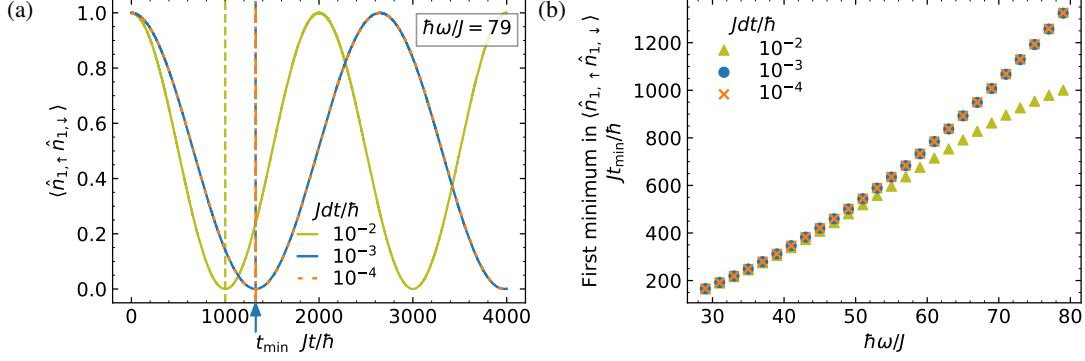 (a)
⟨n̂₁,↑ n̂₁,↓⟩
1.0
0.8
0.6
0.4
0.2
0.0
ħω/J = 79
Jdt/ħ
10⁻²
10⁻³
10⁻⁴
0 1000 2000 3000 4000
t_min Jt/ħ
(b)
First minimum in ⟨n̂₁,↑ n̂₁,↓⟩
Jt_min/ħ
1200
1000
800
600
400
200
Jdt/ħ
10⁻²
10⁻³
10⁻⁴
30 40 50 60 70 80
ħω/J